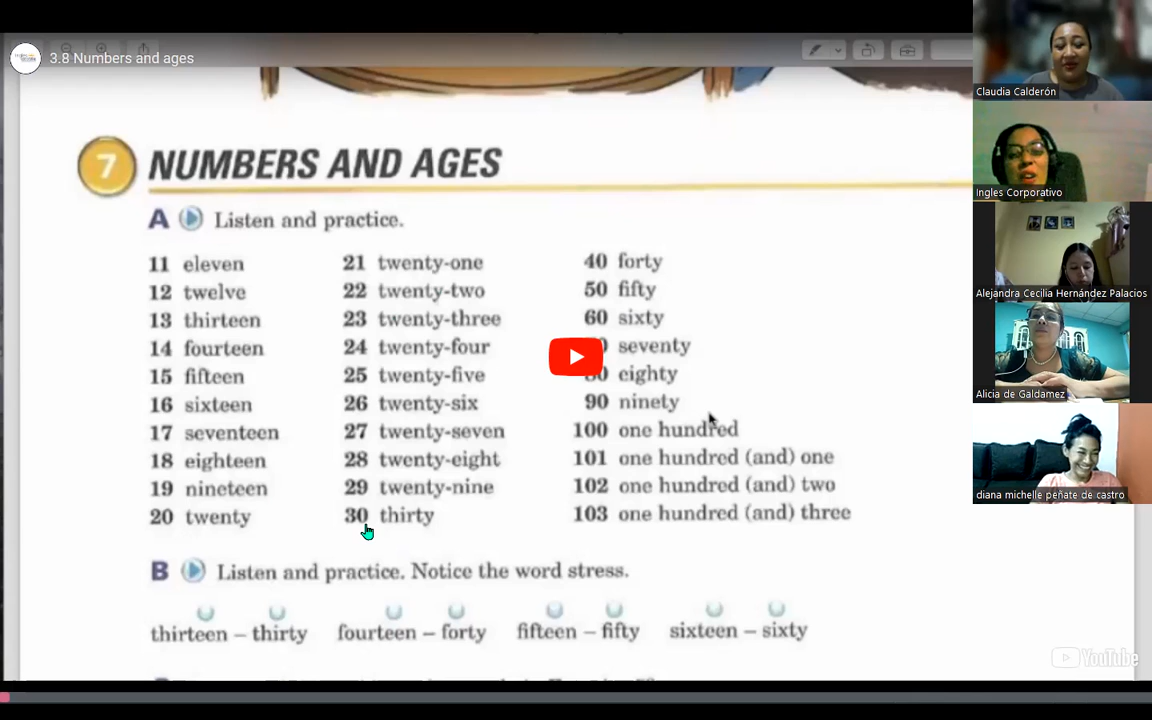 3.8 Numbers and ages
7 NUMBERS AND AGES
A Listen and practice.
11 eleven
12 twelve
13 thirteen
14 fourteen
15 fifteen
16 sixteen
17 seventeen
18 eighteen
19 nineteen
20 twenty
21 twenty-one
22 twenty-two
23 twenty-three
24 twenty-four
25 twenty-five
26 twenty-six
27 twenty-seven
28 twenty-eight
29 twenty-nine
30 thirty
40 forty
50 fifty
60 sixty
seventy
eighty
90 ninety
100 one hundred
101 one hundred (and) one
102 one hundred (and) two
103 one hundred (and) three
B Listen and practice. Notice the word stress.
thirteen – thirty fourteen – forty fifteen – fifty sixteen – sixty
YouTube
Claudia Calderón
Ingles Corporativo
Alejandra Cecilia Hernández Palacios
Alicia de Galdamez
diana michelle peñate de castro